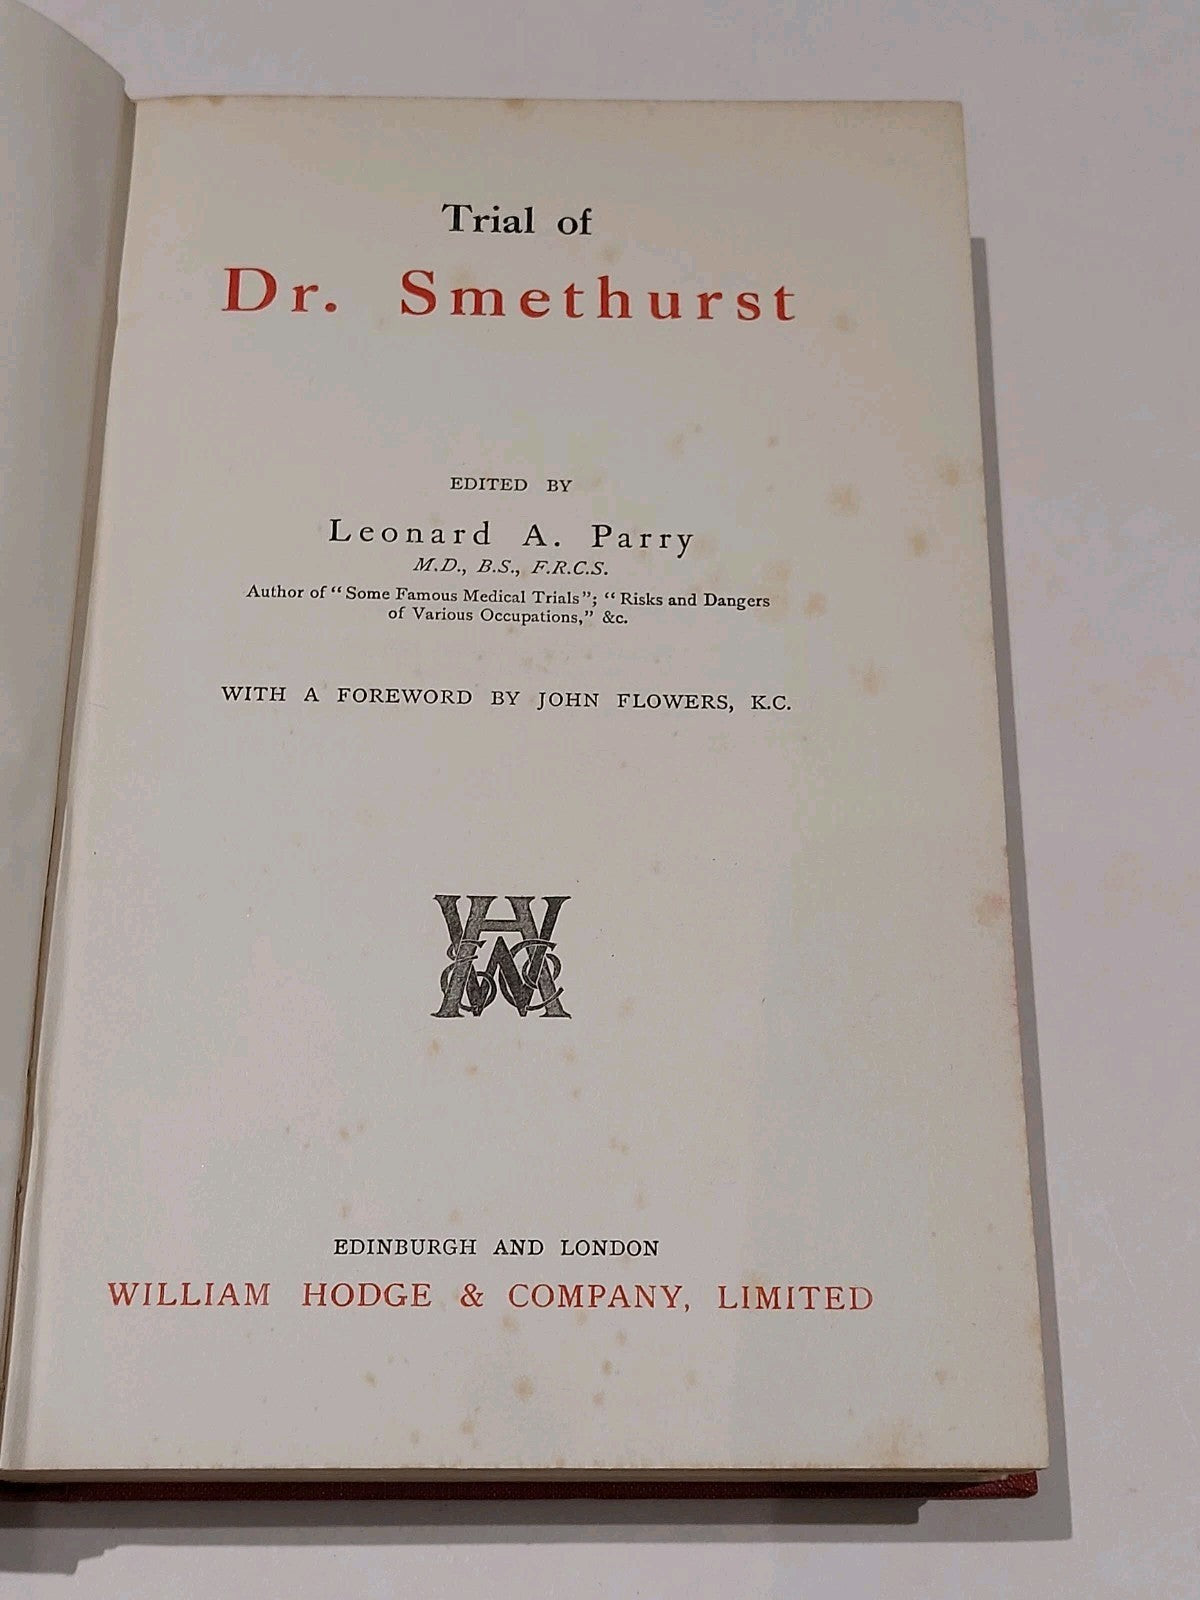 Trial of
Dr. Smethurst
EDITED BY
Leonard A. Parry
M.D., B.S., F.R.C.S.
Author of "Some Famous Medical Trials"; "Risks and Dangers
of Various Occupations," &c.
WITH A FOREWORD BY JOHN FLOWERS, K.C.
EDINBURGH AND LONDON
WILLIAM HODGE & COMPANY, LIMITED